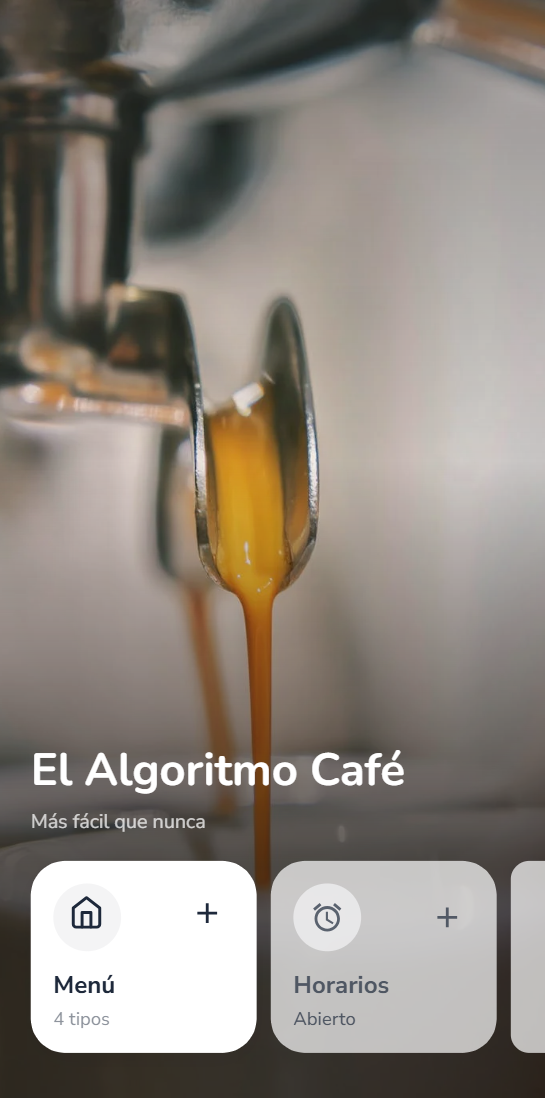 El Algoritmo Café
Más fácil que nunca
Menú
4 tipos
Horarios
Abierto